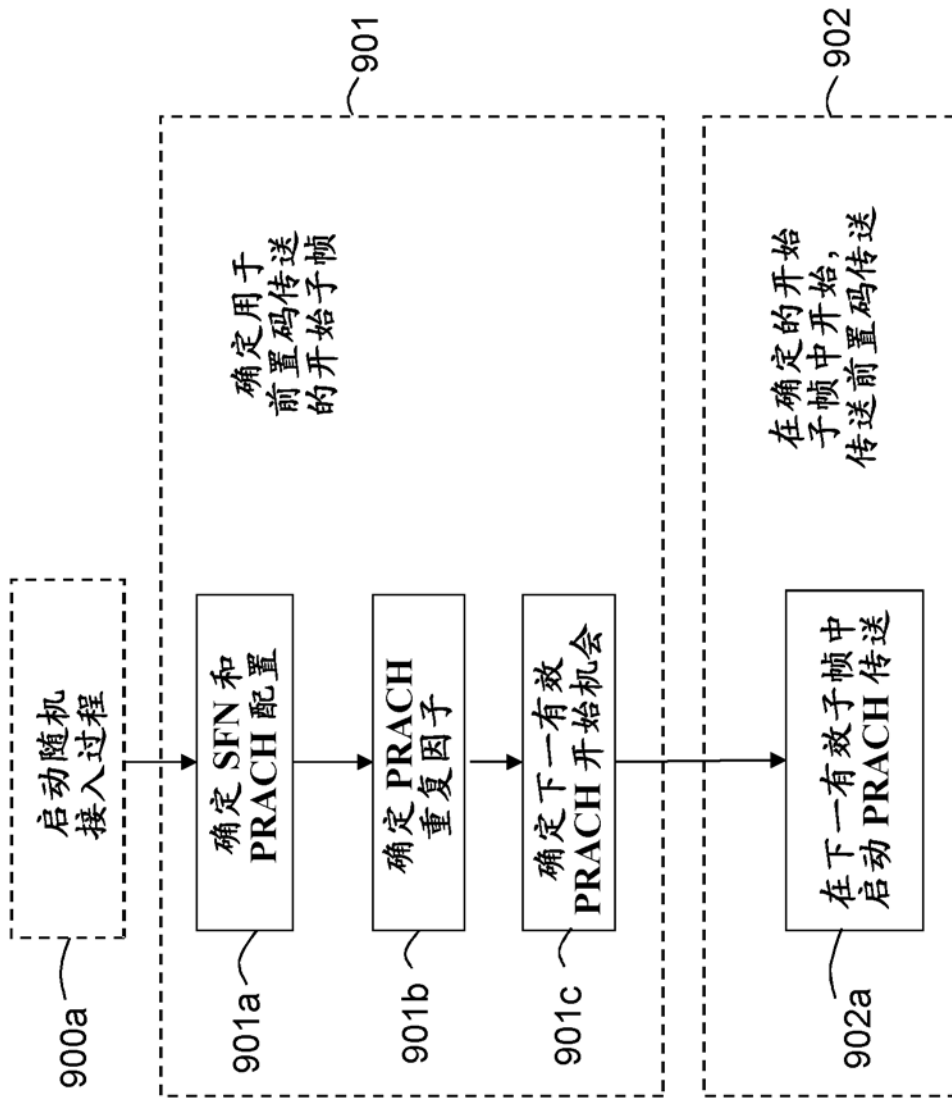 启动随机
接入过程
900a
901
确定 SFN 和
PRACH 配置
901a
确定用于
前置码传送
的开始子帧
确定 PRACH
重复因子
901b
确定下一有效
PRACH 开始机会
901c
902
在下一有效子帧中
启动 PRACH 传送
902a
在确定的开始
子帧中开始，
传送前置码传送